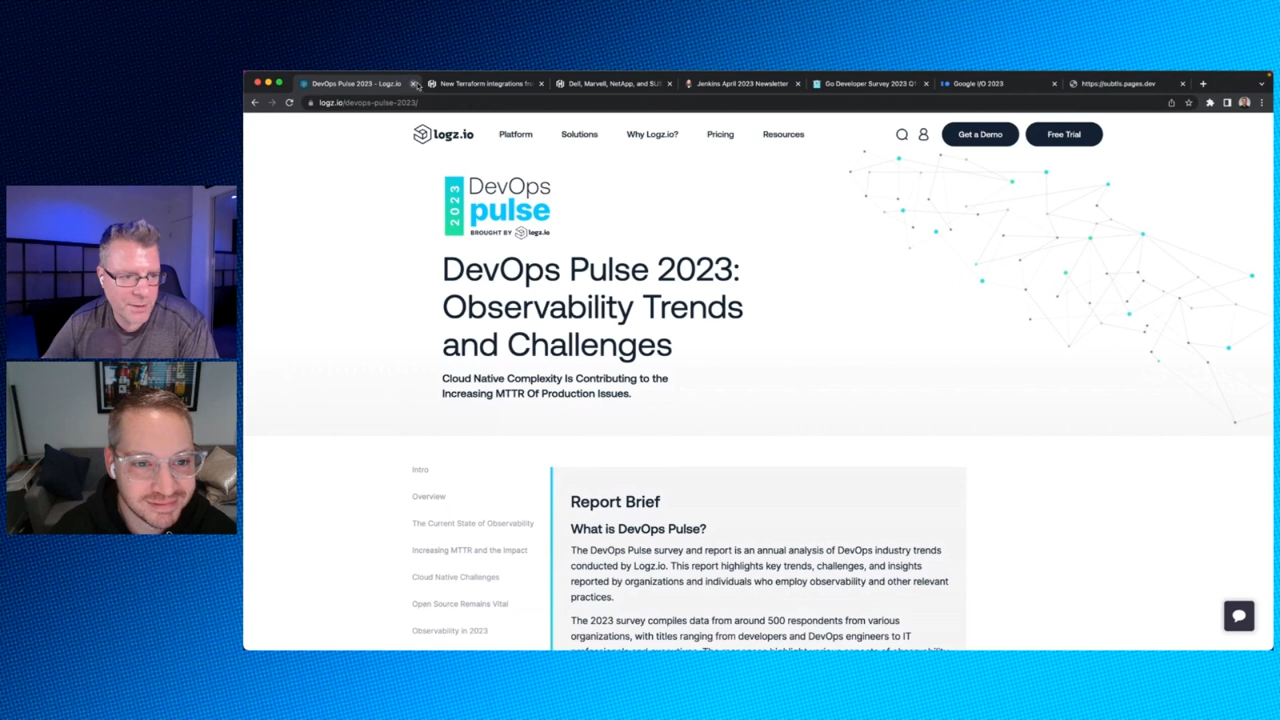 DevOps Pulse 2023 - Logz.io
New Terraform integrations fro
Dell, Marvell, NetApp, and SUS
Jenkins April 2023 Newsletter
Go Developer Survey 2023 Q1
Google I/O 2023
https://subtls.pages.dev
logz.io/devops-pulse-2023/
logz.io
Platform
Solutions
Why Logz.io?
Pricing
Resources
Get a Demo
Free Trial
2023
DevOps
pulse
BROUGHT BY logz.io
DevOps Pulse 2023:
Observability Trends
and Challenges
Cloud Native Complexity Is Contributing to the
Increasing MTTR Of Production Issues.
Intro
Overview
The Current State of Observability
Increasing MTTR and the Impact
Cloud Native Challenges
Open Source Remains Vital
Observability in 2023
Report Brief
What is DevOps Pulse?
The DevOps Pulse survey and report is an annual analysis of DevOps industry trends
conducted by Logz.io. This report highlights key trends, challenges, and insights
reported by organizations and individuals who employ observability and other relevant
practices.
The 2023 survey compiles data from around 500 respondents from various
organizations, with titles ranging from developers and DevOps engineers to IT